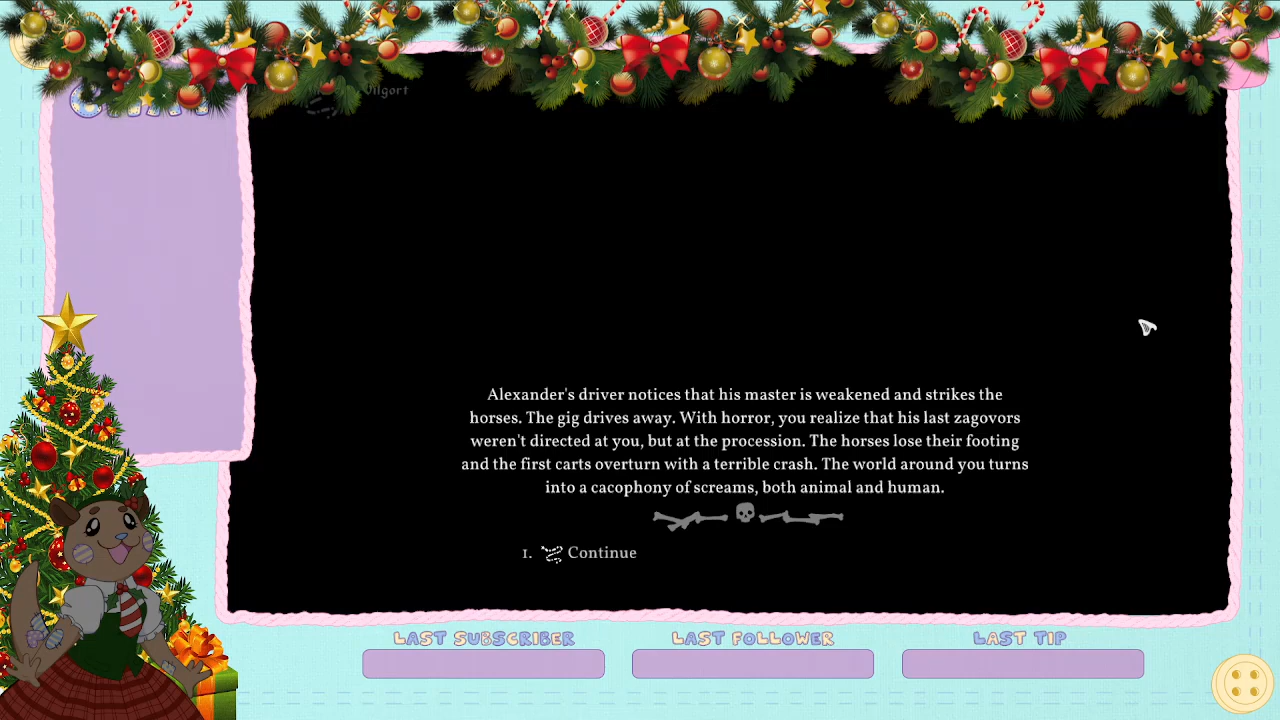 Vilgort
Alexander's driver notices that his master is weakened and strikes the
horses. The gig drives away. With horror, you realize that his last zagovors
weren't directed at you, but at the procession. The horses lose their footing
and the first carts overturn with a terrible crash. The world around you turns
into a cacophony of screams, both animal and human.
1. Continue
LAST SUBSCRIBER
LAST FOLLOWER
LAST TIP